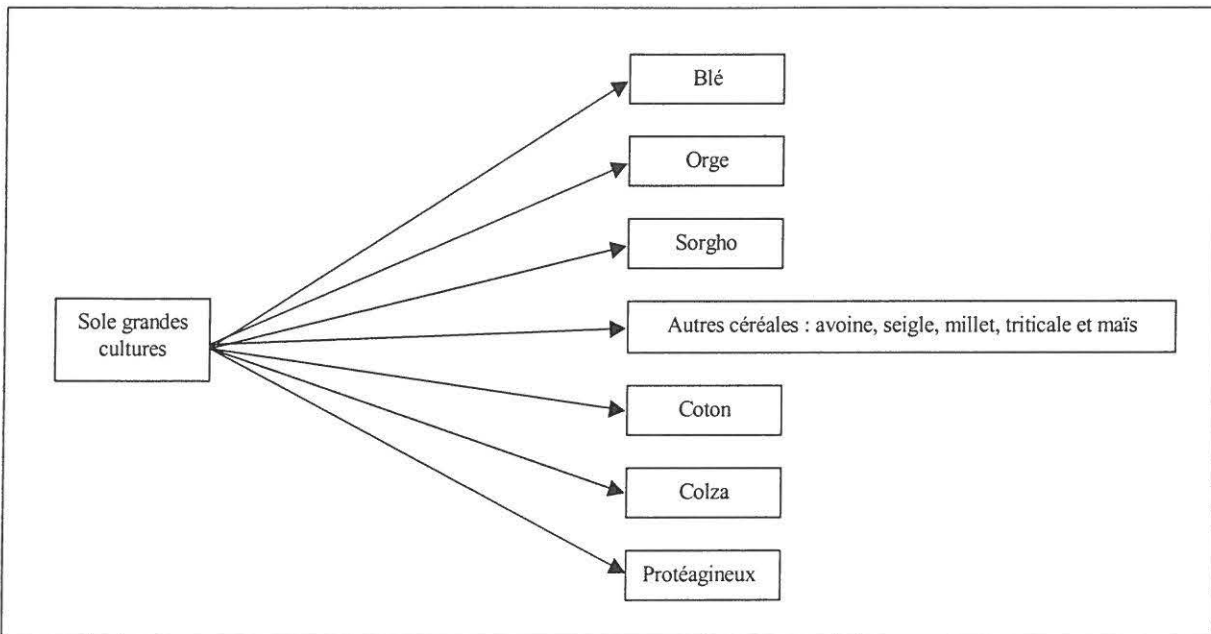 Blé
Orge
Sorgho
Sole grandes
cultures
Autres céréales : avoine, seigle, millet, triticale et maïs
Coton
Colza
Protéagineux